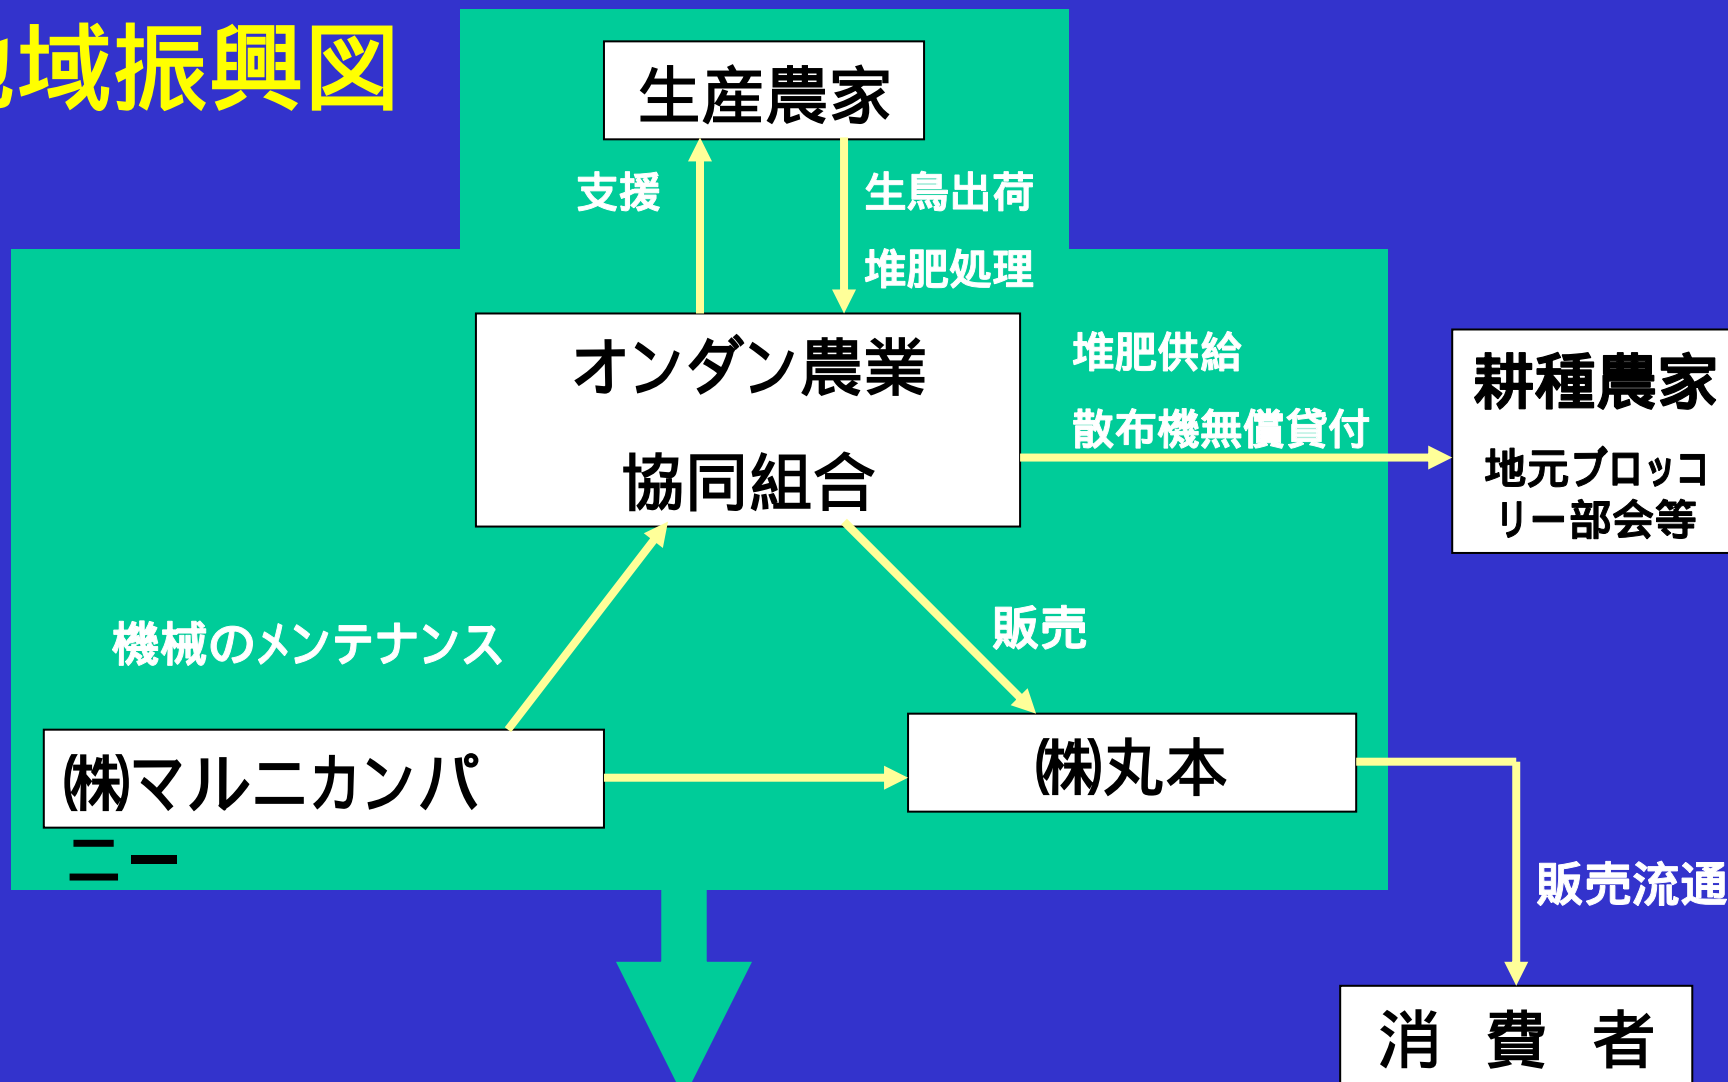 地域振興図
生産農家
支援
生鳥出荷
堆肥処理
オンダン農業
協同組合
堆肥供給
散布機無償貸付
耕種農家
地元ブロッコ
リー部会等
機械のメンテナンス
販売
㈱マルニカンパ
ニー
㈱丸本
販売流通
消 費 者